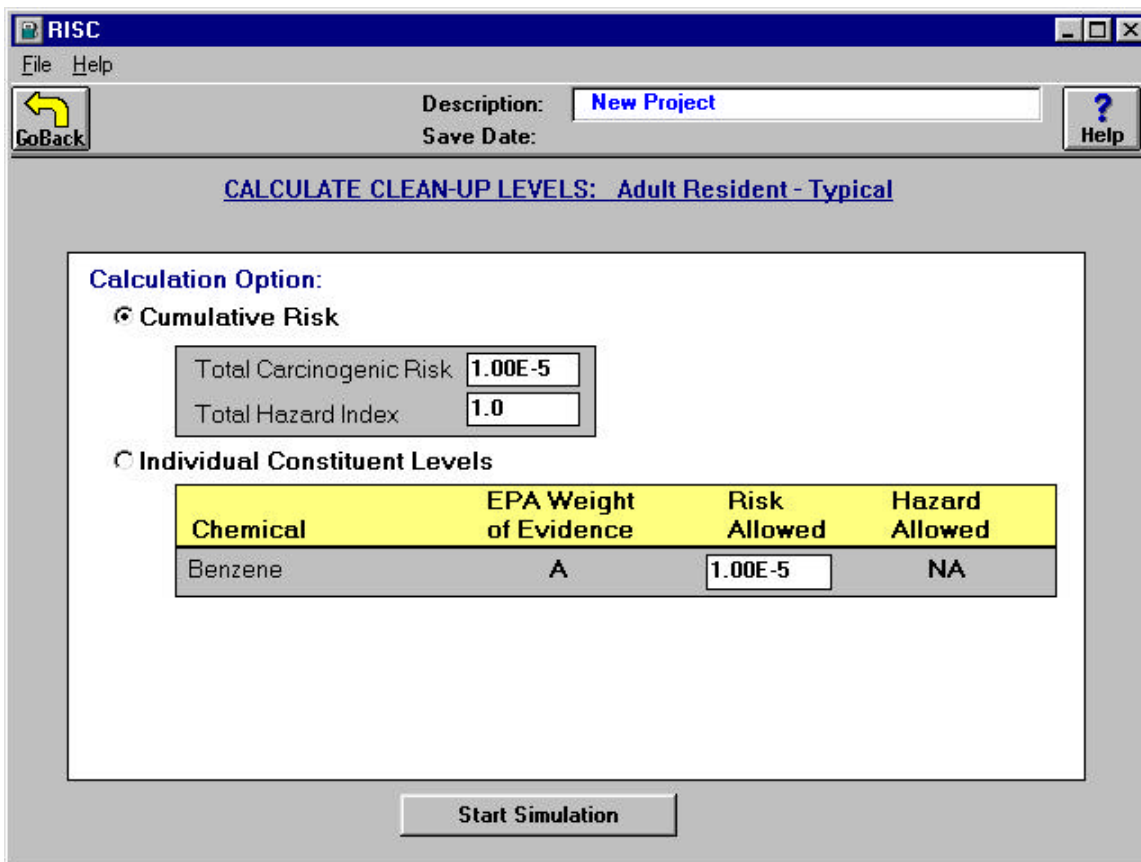 RISC
File Help
GoBack
Description: New Project
Save Date:
? Help
CALCULATE CLEAN-UP LEVELS: Adult Resident - Typical
Calculation Option:
Cumulative Risk
Total Carcinogenic Risk 1.00E-5
Total Hazard Index 1.0
Individual Constituent Levels
Chemical EPA Weight of Evidence Risk Allowed Hazard Allowed
Benzene A 1.00E-5 NA
Start Simulation